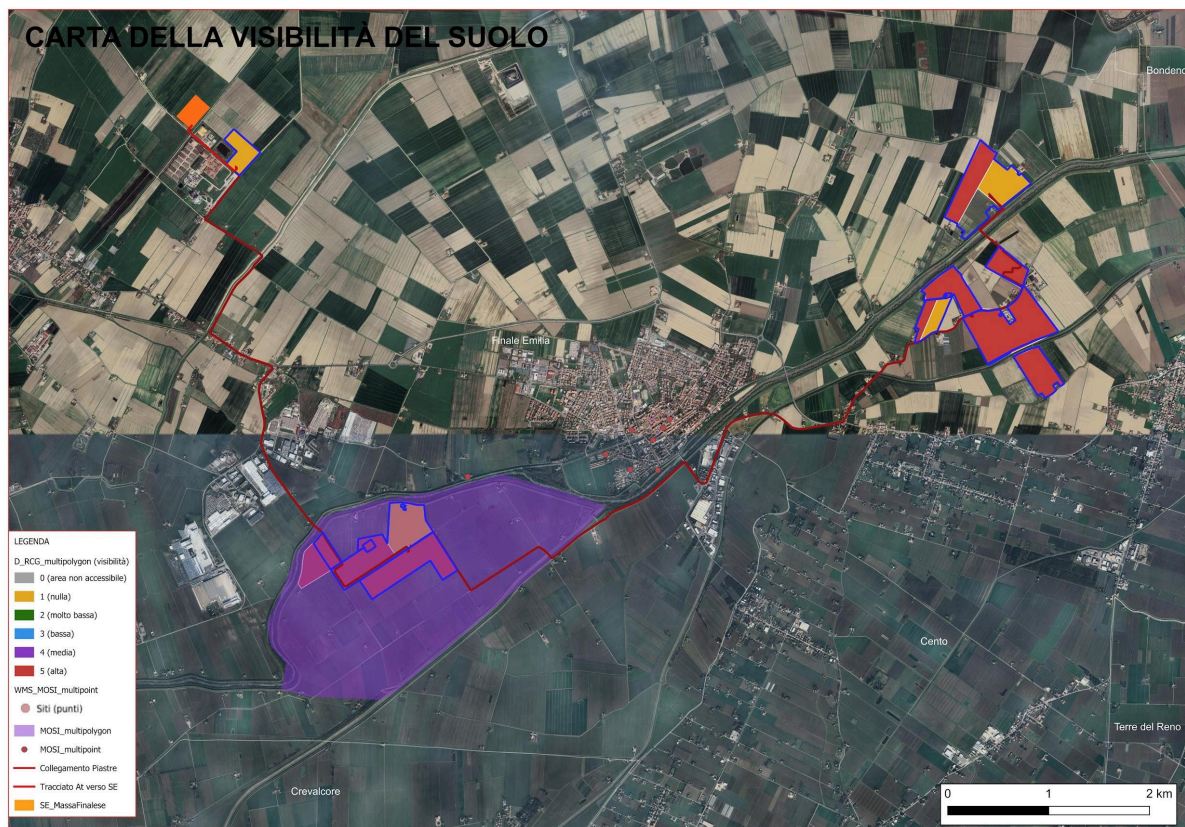 CARTA DELLA VISIBILITÀ DEL SUOLO
Bondeno
Finale Emilia
LEGENDA
D_RCG_multipolygon (visibilità)
0 (area non accessibile)
1 (nulla)
2 (molto bassa)
3 (bassa)
4 (media)
5 (alta)
WMS_MOSI_multipoint
Siti (punti)
MOSI_multipolygon
MOSI_multipoint
Collegamento Piastre
Tracciato At verso SE
SE_MassaFinalese
Cento
Terre del Reno
Crevalcore
0 1 2 km